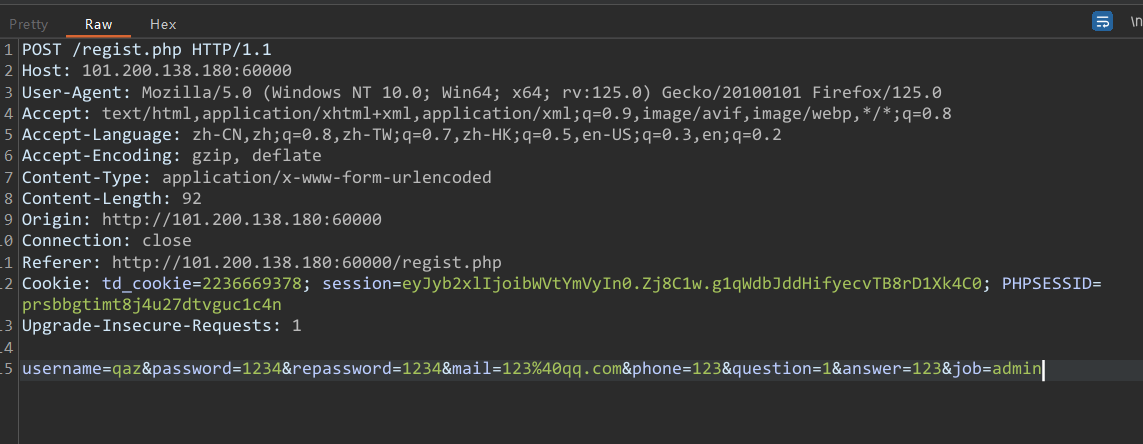 Pretty Raw Hex \n
1 POST /regist.php HTTP/1.1
2 Host: 101.200.138.180:60000
3 User-Agent: Mozilla/5.0 (Windows NT 10.0; Win64; x64; rv:125.0) Gecko/20100101 Firefox/125.0
4 Accept: text/html,application/xhtml+xml,application/xml;q=0.9,image/avif,image/webp,*/*;q=0.8
5 Accept-Language: zh-CN,zh;q=0.8,zh-TW;q=0.7,zh-HK;q=0.5,en-US;q=0.3,en;q=0.2
6 Accept-Encoding: gzip, deflate
7 Content-Type: application/x-www-form-urlencoded
8 Content-Length: 92
9 Origin: http://101.200.138.180:60000
10 Connection: close
11 Referer: http://101.200.138.180:60000/regist.php
12 Cookie: td_cookie=2236669378; session=eyJyb2xlIjoibWVtYmVyIn0.Zj8C1w.g1qWdbJddHifyecvTB8rD1Xk4C0; PHPSESSID=
prsbbgtimt8j4u27dtvguc1c4n
13 Upgrade-Insecure-Requests: 1
14
15 username=qaz&password=1234&repassword=1234&mail=123%40qq.com&phone=123&question=1&answer=123&job=admin